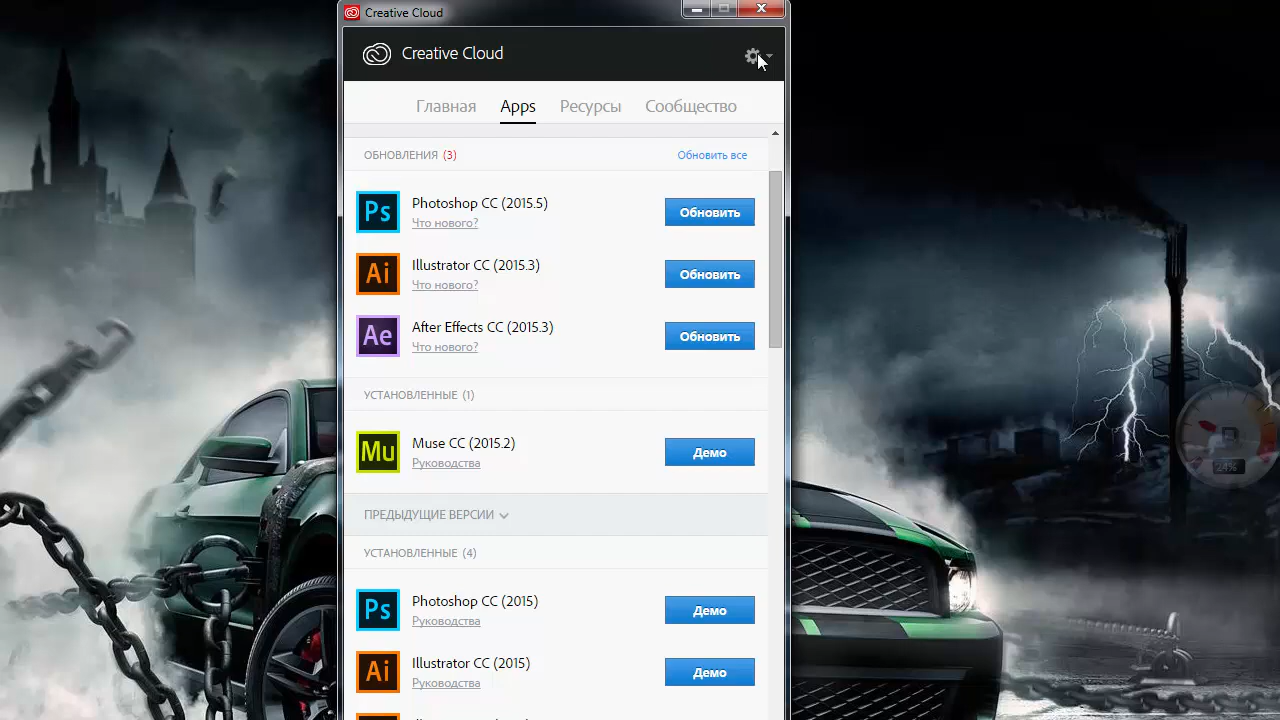 Creative Cloud
Creative Cloud
Главная Apps Ресурсы Сообщество
ОБНОВЛЕНИЯ (3) Обновить все
Ps Photoshop CC (2015.5) Обновить
Что нового?
Ai Illustrator CC (2015.3) Обновить
Что нового?
Ae After Effects CC (2015.3) Обновить
Что нового?
УСТАНОВЛЕННЫЕ (1)
Mu Muse CC (2015.2) Демо
Руководства
ПРЕДЫДУЩИЕ ВЕРСИИ
УСТАНОВЛЕННЫЕ (4)
Ps Photoshop CC (2015) Демо
Руководства
Ai Illustrator CC (2015) Демо
Руководства
24%